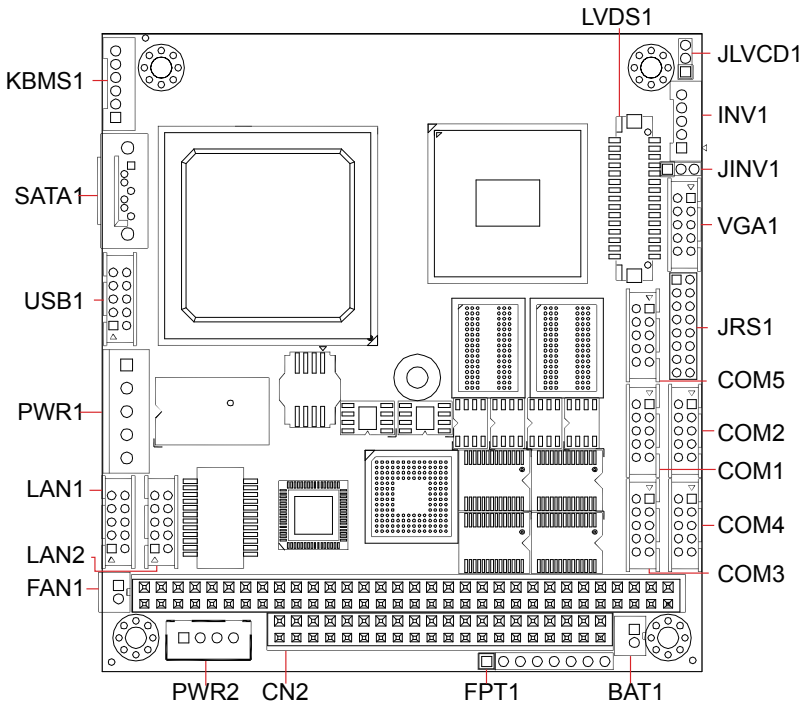 LVDS1
KBMS1
JLVCD1
INV1
SATA1
JINV1
VGA1
USB1
JRS1
COM5
PWR1
COM2
COM1
LAN1
COM4
LAN2
COM3
FAN1
PWR2
CN2
FPT1
BAT1